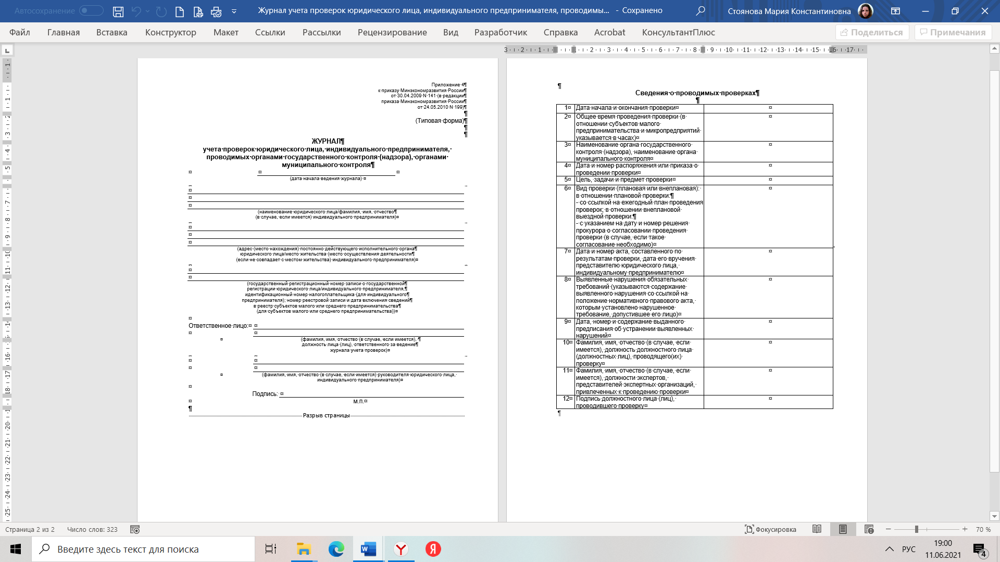 Автосохранение
Журнал учета проверок юридического лица, индивидуального предпринимателя, проводимы... - Сохранено
Стоянова Мария Константиновна
Файл Главная Вставка Конструктор Макет Ссылки Рассылки Рецензирование Вид Разработчик Справка Acrobat КонсультантПлюс
Поделиться Примечания
Приложение 4
к приказу Минэкономразвития России
от 30.04.2009 N 141 (в редакции
приказа Минэкономразвития России
от 24.05.2010 N 199)
(Типовая форма)
ЖУРНАЛ
учета проверок юридического лица, индивидуального предпринимателя,
проводимых органами государственного контроля (надзора), органами
муниципального контроля
(дата начала ведения журнала)
(наименование юридического лица/фамилия, имя, отчество
(в случае, если имеется) индивидуального предпринимателя)
(адрес (место нахождения) постоянно действующего исполнительного органа
юридического лица/место жительства (место осуществления деятельности
(если не совпадает с местом жительства) индивидуального предпринимателя)
(государственный регистрационный номер записи о государственной
регистрации юридического лица/индивидуального предпринимателя,
идентификационный номер налогоплательщика (для индивидуального
предпринимателя); номер реестровой записи и дата включения сведений
в реестр субъектов малого или среднего предпринимательства
(для субъектов малого или среднего предпринимательства))
Ответственное лицо:
(фамилия, имя, отчество (в случае, если имеется),
должность лица (лиц), ответственного за ведение
журнала учета проверок)
(фамилия, имя, отчество (в случае, если имеется) руководителя юридического лица,
индивидуального предпринимателя)
Подпись:
м.п.
Разрыв страницы
Сведения о проводимых проверках
1 Дата начала и окончания проверки
2 Общее время проведения проверки (в
отношении субъектов малого
предпринимательства и микропредприятий
указывается в часах)
3 Наименование органа государственного
контроля (надзора), наименование органа
муниципального контроля
4 Дата и номер распоряжения или приказа о
проведении проверки
5 Цель, задачи и предмет проверки
6 Вид проверки (плановая или внеплановая):
в отношении плановой проверки:
- со ссылкой на ежегодный план проведения
проверок; в отношении внеплановой
выездной проверки:
- с указанием на дату и номер решения
прокурора о согласовании проведения
проверки (в случае, если такое
согласование необходимо)
7 Дата и номер акта, составленного по
результатам проверки, дата его вручения
представителю юридического лица,
индивидуальному предпринимателю
8 Выявленные нарушения обязательных
требований (указываются содержание
выявленного нарушения со ссылкой на
положение нормативного правового акта,
которым установлено нарушенное
требование, допустившее его лицо)
9 Дата, номер и содержание выданного
предписания об устранении выявленных
нарушений
10 Фамилия, имя, отчество (в случае, если
имеется), должность должностного лица
(должностных лиц), проводящего(их)
проверку
11 Фамилия, имя, отчество (в случае, если
имеется), должности экспертов,
представителей экспертных организаций,
привлеченных к проведению проверки
12 Подпись должностного лица (лиц),
проводившего проверку
Страница 2 из 2 Число слов: 323
Фокусировка
70 %
Введите здесь текст для поиска
РУС
19:00
11.06.2021
4